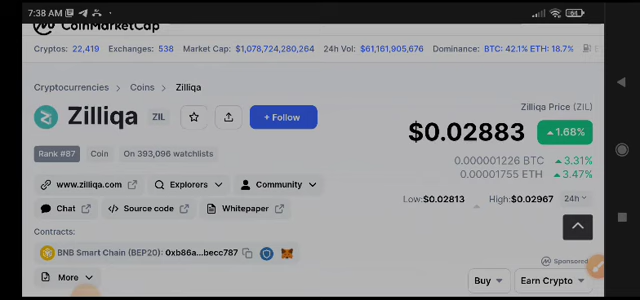 7:38 AM
CoinMarketCap
Cryptos: 22,419 Exchanges: 538 Market Cap: $1,078,724,280,264 24h Vol: $61,161,905,676 Dominance: BTC: 42.1% ETH: 18.7%
Cryptocurrencies > Coins > Zilliqa
Zilliqa ZIL + Follow
Zilliqa Price (ZIL)
$0.02883 1.68%
Rank #87 Coin On 393,096 watchlists
0.000001226 BTC 3.31%
0.00001755 ETH 3.47%
www.zilliqa.com Explorers Community
Low: $0.02813 High: $0.02967 24h
Chat Source code Whitepaper
Contracts:
BNB Smart Chain (BEP20): 0xb86a...becc787
Sponsored
More
Buy Earn Crypto